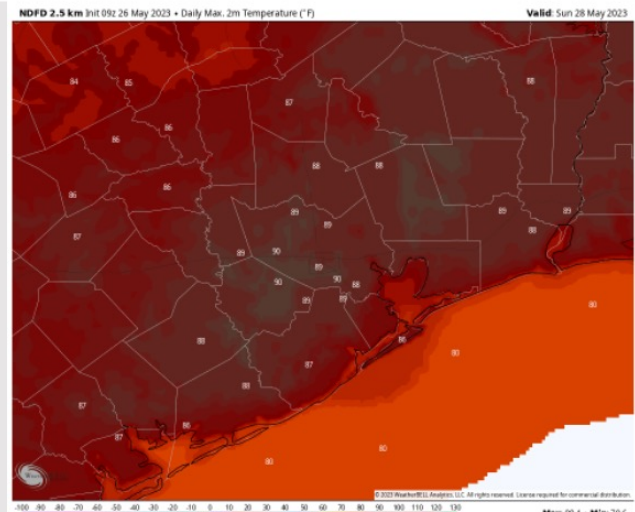 NDFD 2.5 km Init 09z 26 May 2023 • Daily Max. 2m Temperature (°F) Valid: Sun 28 May 2023
84 85 88
87
86 86
88 88
86 86
89 89 89
87 89 88
89 90
89
90 90 88
89 89
80
88 86
80
87
88
87
86
87
80
80
© 2023 WeatherBELL Analytics, LLC. All rights reserved. License required for commercial distribution.
-100 -90 -80 -70 -60 -50 -40 -30 -20 -10 0 10 20 30 40 50 60 70 80 90 100 110 120 130